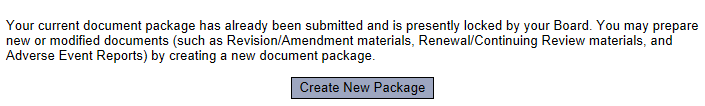 Your current document package has already been submitted and is presently locked by your Board. You may prepare
new or modified documents (such as Revision/Amendment materials, Renewal/Continuing Review materials, and
Adverse Event Reports) by creating a new document package.
Create New Package